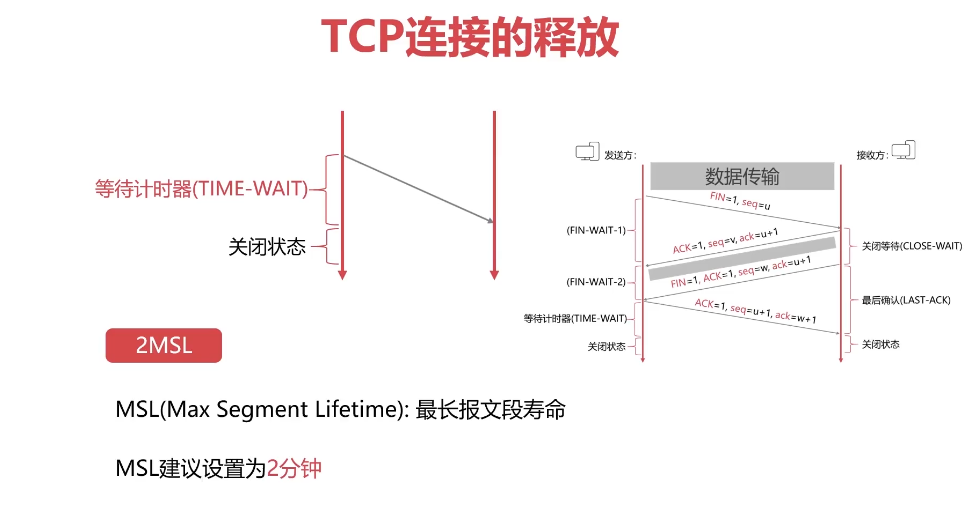 TCP连接的释放
等待计时器(TIME-WAIT)
关闭状态
2MSL
MSL(Max Segment Lifetime): 最长报文段寿命
MSL建议设置为2分钟
发送方:
接收方:
数据传输
FIN=1, seq=u
(FIN-WAIT-1)
ACK=1, seq=v, ack=u+1
关闭等待(CLOSE-WAIT)
(FIN-WAIT-2)
FIN=1, ACK=1, seq=w, ack=u+1
最后确认(LAST-ACK)
等待计时器(TIME-WAIT)
ACK=1, seq=u+1, ack=w+1
关闭状态
关闭状态